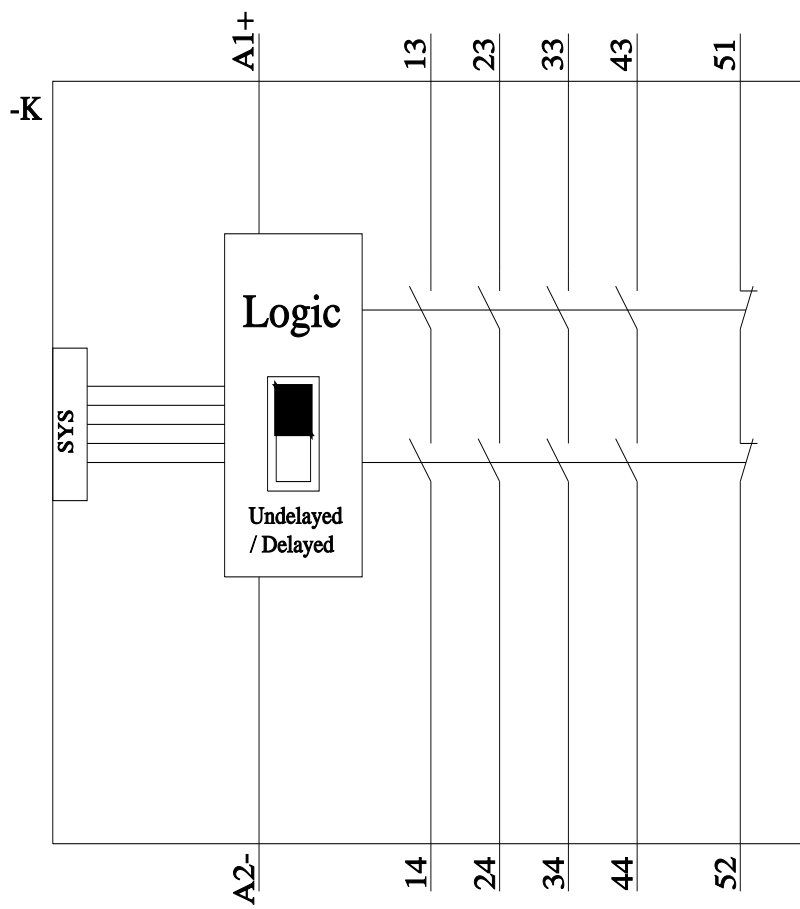 A1+
13
23
33
43
51
-K
Logic
SYS
Undelayed
/ Delayed
A2-
14
24
34
44
52